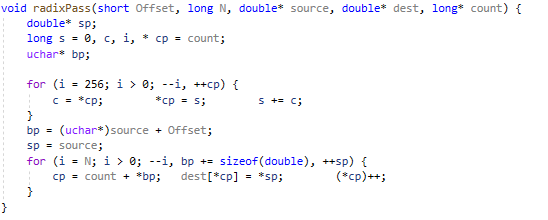 void radixPass(short Offset, long N, double* source, double* dest, long* count) {
    double* sp;
    long s = 0, c, i, * cp = count;
    uchar* bp;

    for (i = 256; i > 0; --i, ++cp) {
        c = *cp;        *cp = s;        s += c;
    }
    bp = (uchar*)source + Offset;
    sp = source;
    for (i = N; i > 0; --i, bp += sizeof(double), ++sp) {
        cp = count + *bp;   dest[*cp] = *sp;        (*cp)++;
    }
}